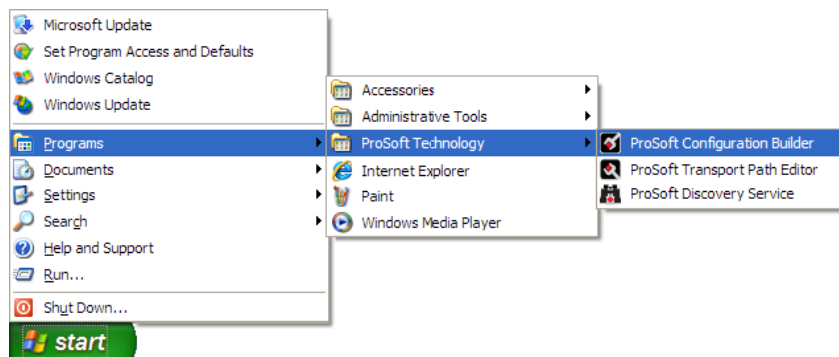 Microsoft Update
Set Program Access and Defaults
Windows Catalog
Windows Update
Programs
Documents
Settings
Search
Help and Support
Run...
Shut Down...
start
Accessories
Administrative Tools
ProSoft Technology
Internet Explorer
Paint
Windows Media Player
ProSoft Configuration Builder
ProSoft Transport Path Editor
ProSoft Discovery Service